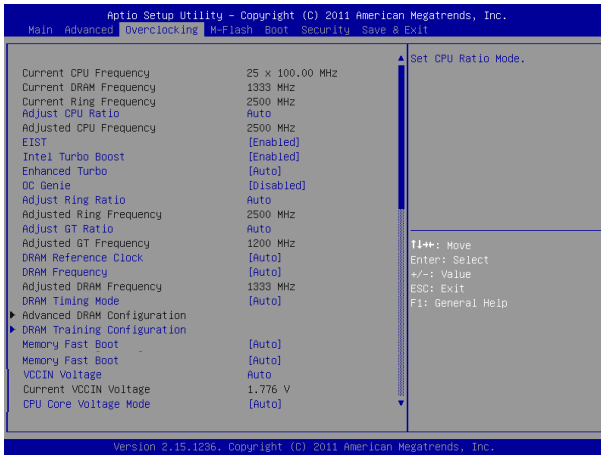 Aptio Setup Utility – Copyright (C) 2011 American Megatrends, Inc.
Main Advanced Overclocking M-Flash Boot Security Save & Exit
Current CPU Frequency 25 x 100.00 MHz
Current DRAM Frequency 1333 MHz
Current Ring Frequency 2500 MHz
Adjust CPU Ratio Auto
Adjusted CPU Frequency 2500 MHz
EIST [Enabled]
Intel Turbo Boost [Enabled]
Enhanced Turbo [Auto]
OC Genie [Disabled]
Adjust Ring Ratio Auto
Adjusted Ring Frequency 2500 MHz
Adjust GT Ratio Auto
Adjusted GT Frequency 1200 MHz
DRAM Reference Clock [Auto]
DRAM Frequency [Auto]
Adjusted DRAM Frequency 1333 MHz
DRAM Timing Mode [Auto]
Advanced DRAM Configuration
DRAM Training Configuration
Memory Fast Boot [Auto]
Memory Fast Boot [Auto]
VCCIN Voltage Auto
Current VCCIN Voltage 1.776 V
CPU Core Voltage Mode [Auto]
Set CPU Ratio Mode.
↑↓→←: Move
Enter: Select
+/-: Value
ESC: Exit
F1: General Help
Version 2.15.1236. Copyright (C) 2011 American Megatrends, Inc.